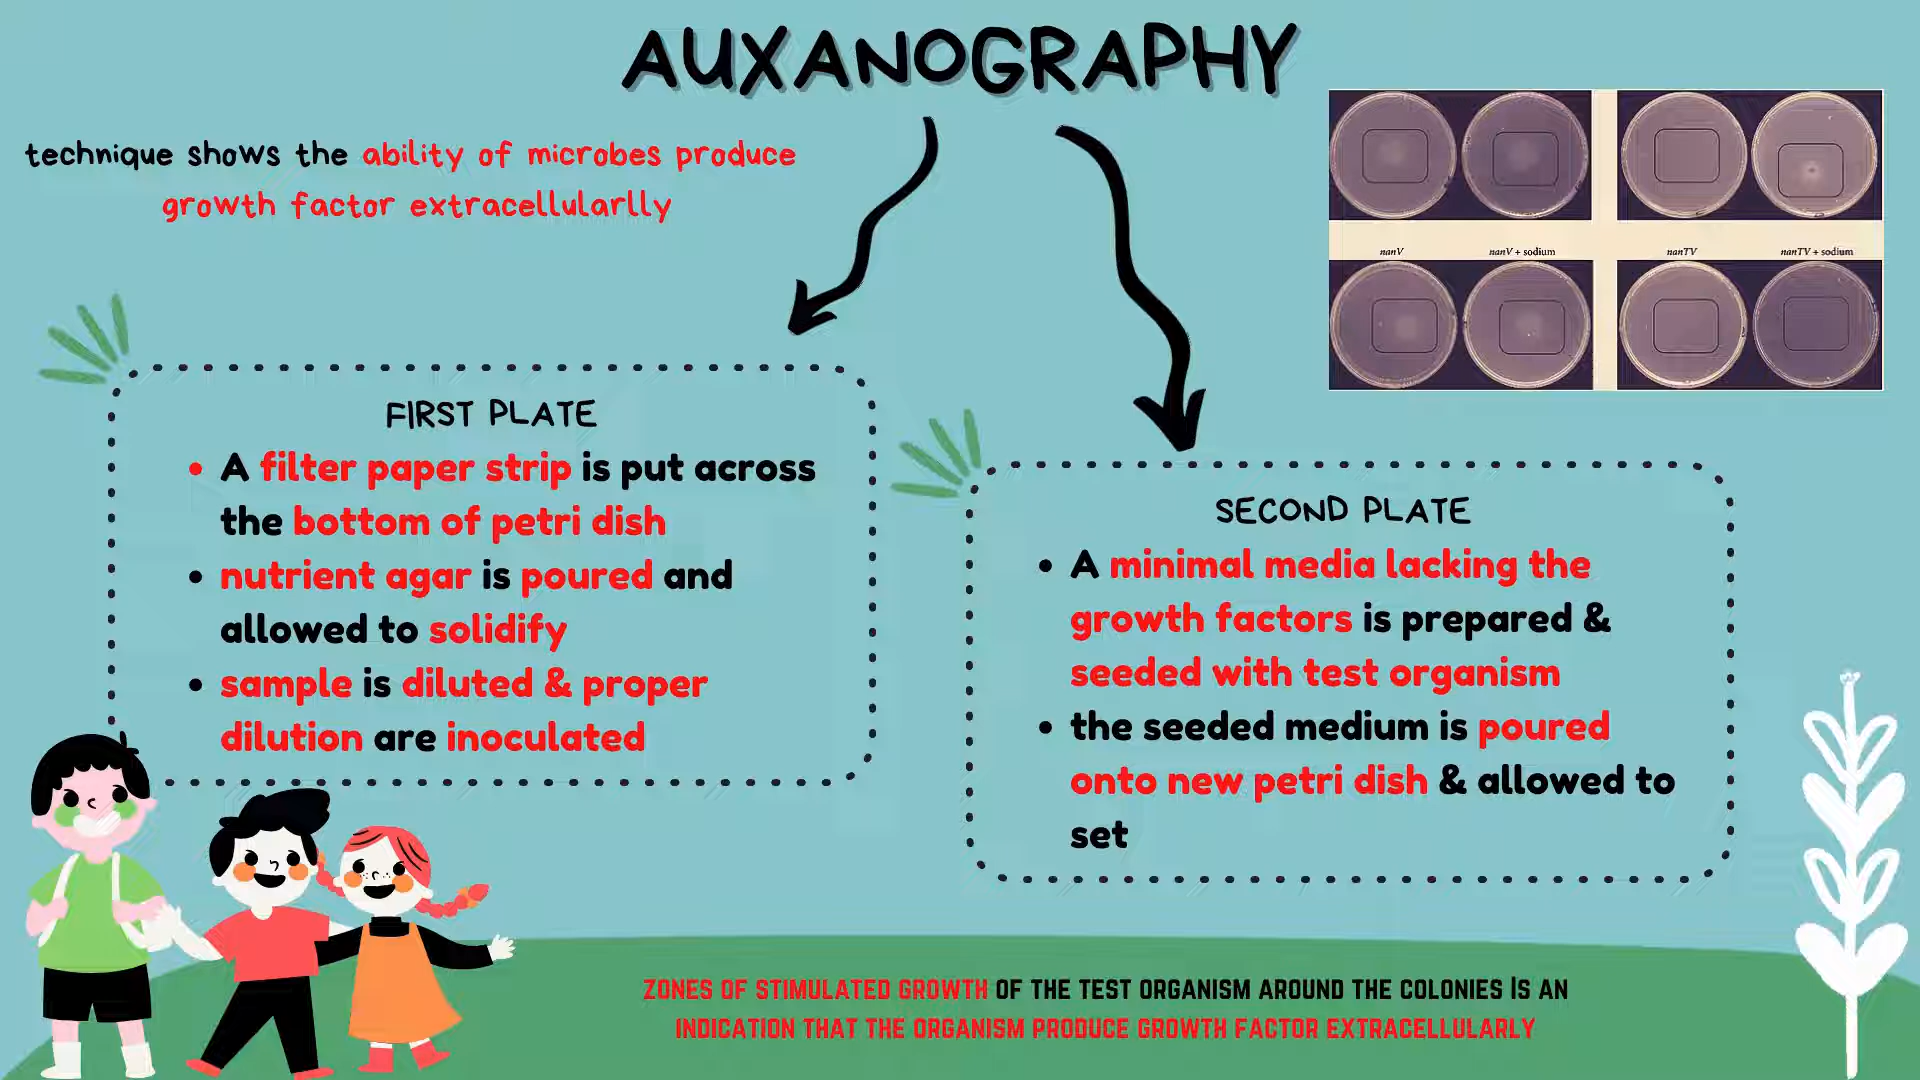 AUXANOGRAPHY
technique shows the ability of microbes produce
growth factor extracellularlly
nanV
nanV + sodium
nanTV
nanTV + sodium
FIRST PLATE
• A filter paper strip is put across
the bottom of petri dish
• nutrient agar is poured and
allowed to solidify
• sample is diluted & proper
dilution are inoculated
SECOND PLATE
• A minimal media lacking the
growth factors is prepared &
seeded with test organism
• the seeded medium is poured
onto new petri dish & allowed to
set
ZONES OF STIMULATED GROWTH OF THE TEST ORGANISM AROUND THE COLONIES IS AN
INDICATION THAT THE ORGANISM PRODUCE GROWTH FACTOR EXTRACELLULARLY